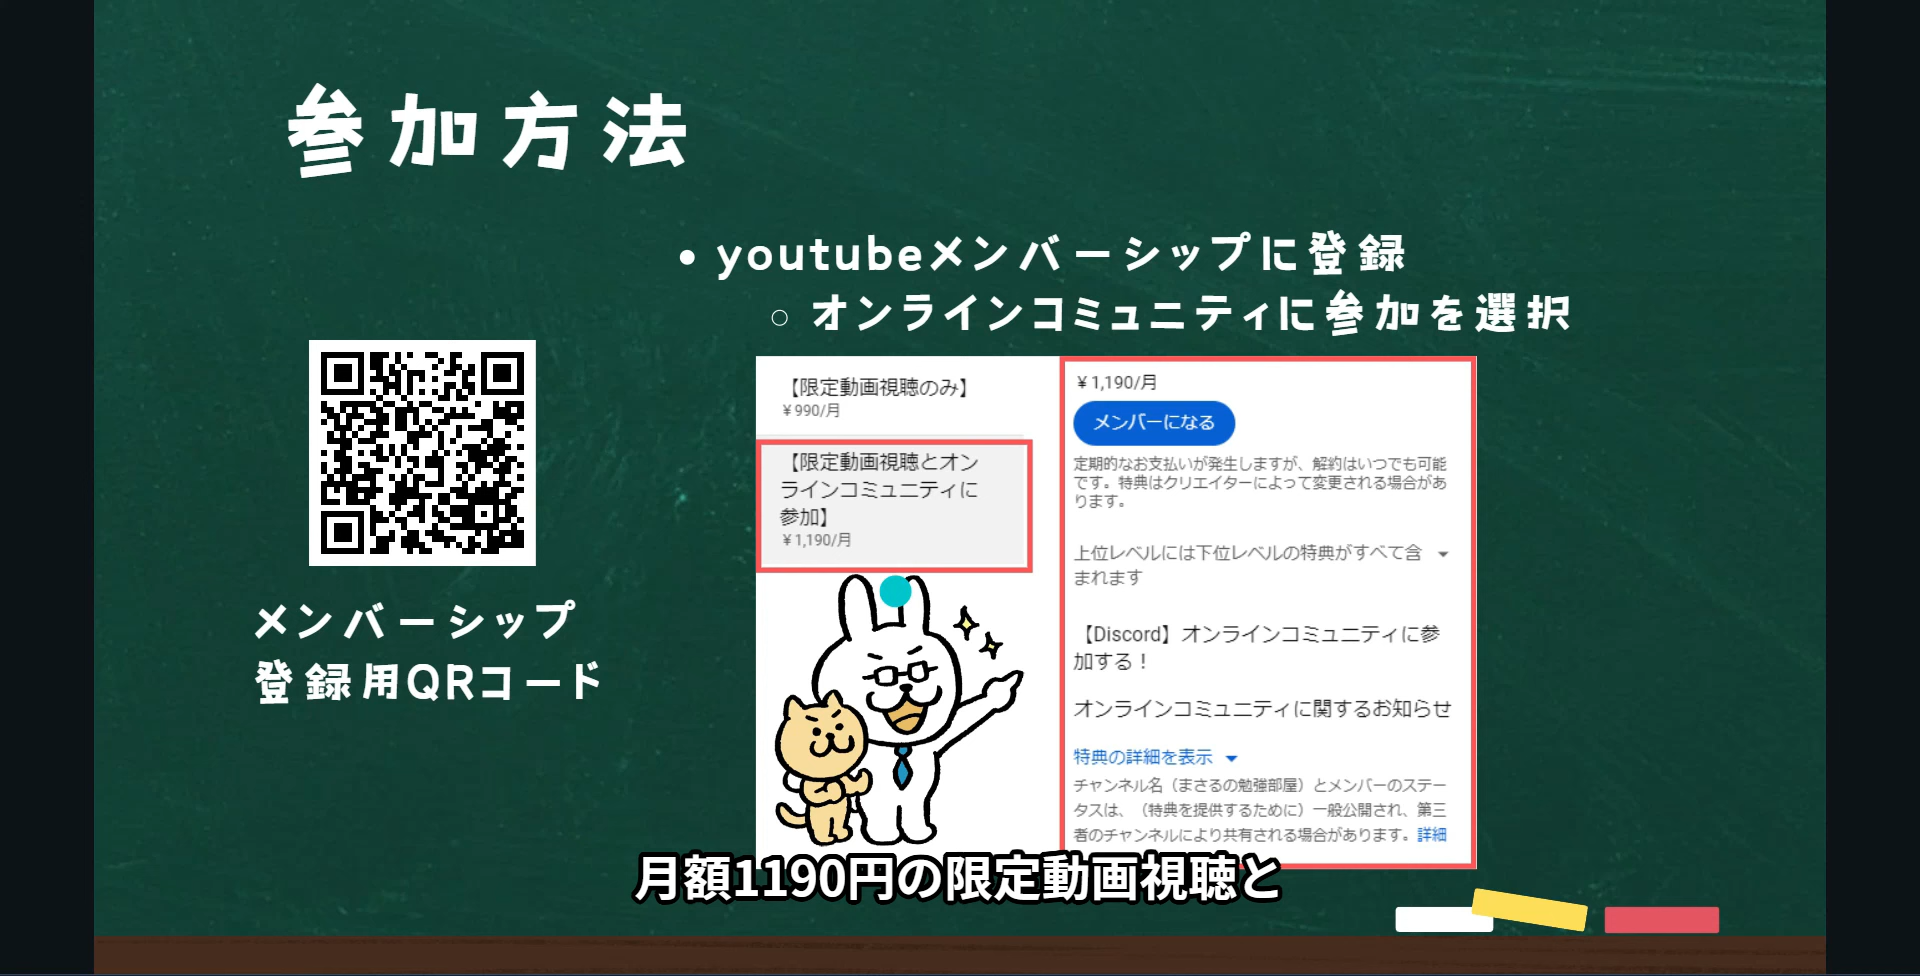 参加方法
• youtubeメンバーシップに登録
○ オンラインコミュニティに参加を選択
メンバーシップ
登録用QRコード
【限定動画視聴のみ】
¥990/月
【限定動画視聴とオン
ラインコミュニティに
参加】
¥1,190/月
¥1,190/月
メンバーになる
定期的なお支払いが発生しますが、解約はいつでも可能
です。特典はクリエイターによって変更される場合があ
ります。
上位レベルには下位レベルの特典がすべて含
まれます
【Discord】オンラインコミュニティに参
加する！
オンラインコミュニティに関するお知らせ
特典の詳細を表示
チャンネル名（まさるの勉強部屋）とメンバーのステー
タスは、（特典を提供するために）一般公開され、第三
者のチャンネルにより共有される場合があります。詳細
月額1190円の限定動画視聴と